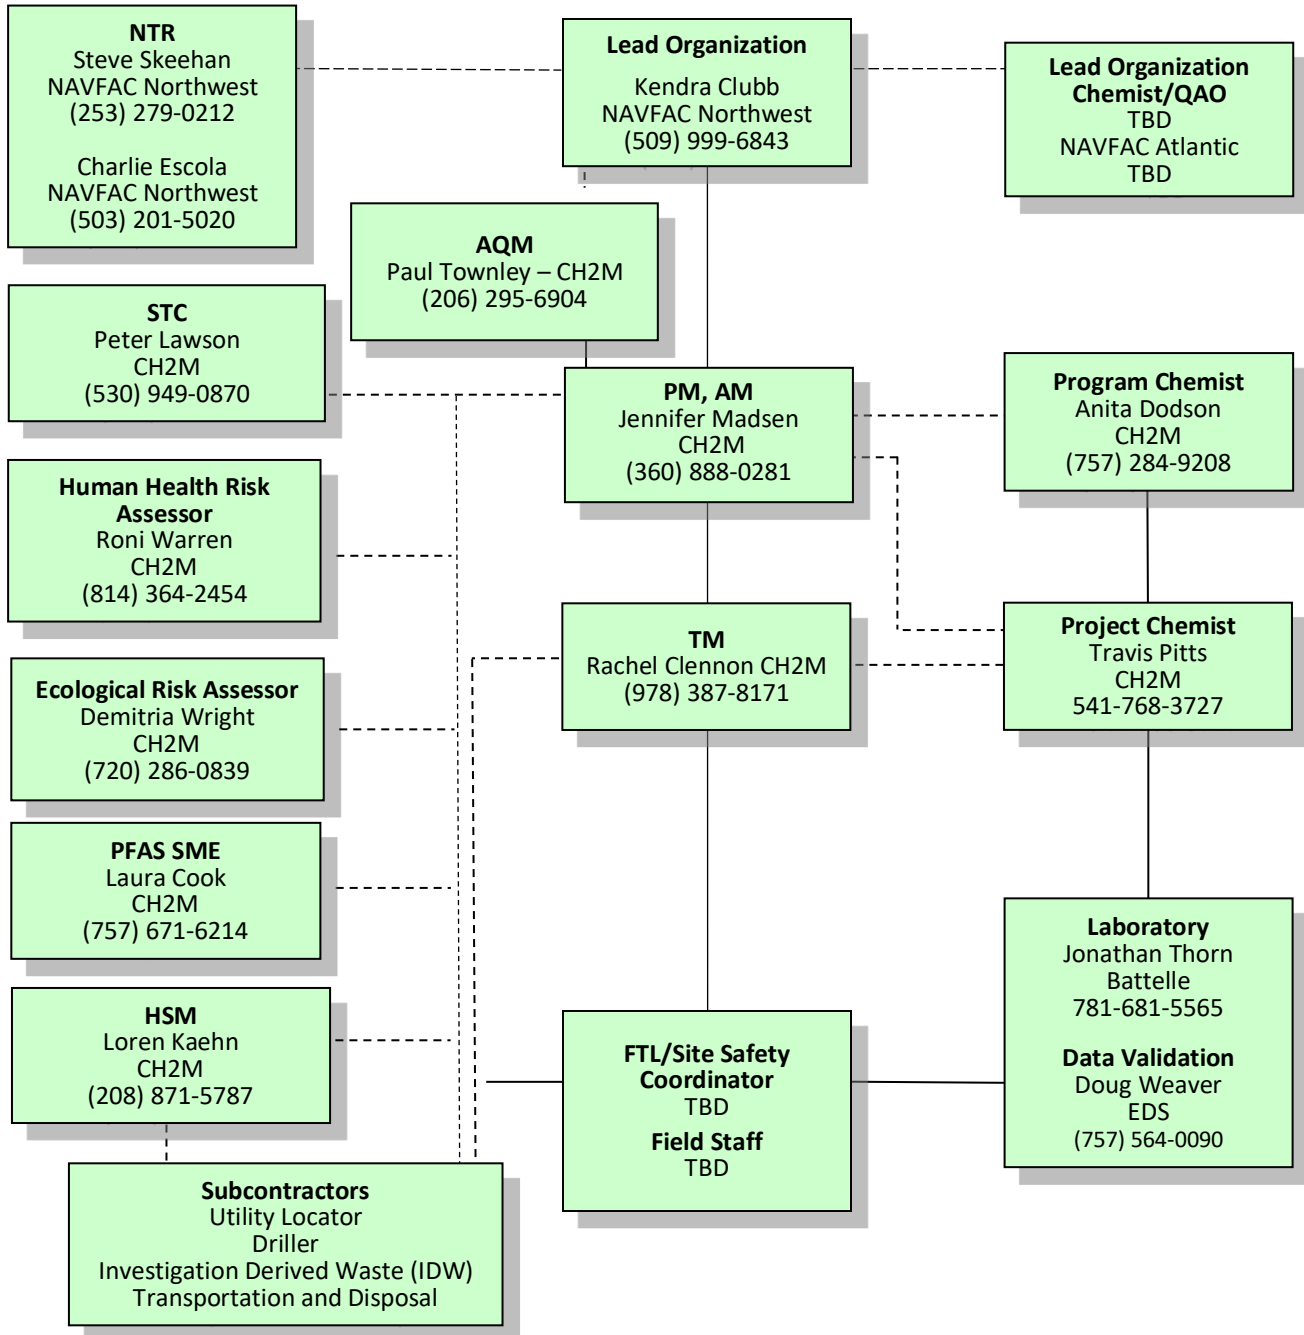 NTR
Steve Skeehan
NAVFAC Northwest
(253) 279-0212
Charlie Escola
NAVFAC Northwest
(503) 201-5020
Lead Organization
Kendra Clubb
NAVFAC Northwest
(509) 999-6843
Lead Organization
Chemist/QAO
TBD
NAVFAC Atlantic
TBD
AQM
Paul Townley – CH2M
(206) 295-6904
STC
Peter Lawson
CH2M
(530) 949-0870
PM, AM
Jennifer Madsen
CH2M
(360) 888-0281
Program Chemist
Anita Dodson
CH2M
(757) 284-9208
Human Health Risk
Assessor
Roni Warren
CH2M
(814) 364-2454
TM
Rachel Clennon CH2M
(978) 387-8171
Project Chemist
Travis Pitts
CH2M
541-768-3727
Ecological Risk Assessor
Demitria Wright
CH2M
(720) 286-0839
PFAS SME
Laura Cook
CH2M
(757) 671-6214
HSM
Loren Kaehn
CH2M
(208) 871-5787
FTL/Site Safety
Coordinator
TBD
Field Staff
TBD
Laboratory
Jonathan Thorn
Battelle
781-681-5565
Data Validation
Doug Weaver
EDS
(757) 564-0090
Subcontractors
Utility Locator
Driller
Investigation Derived Waste (IDW)
Transportation and Disposal